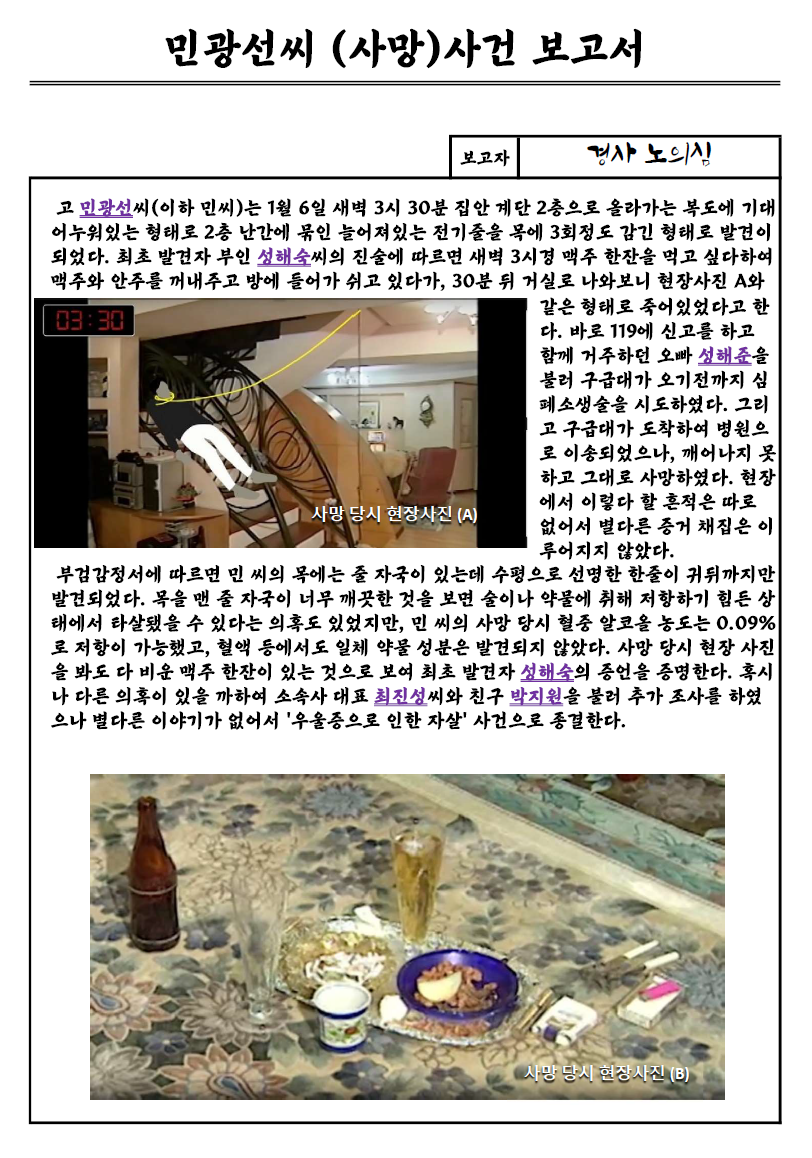 민광선씨 (사망)사건 보고서
보고자
경사 노의심
고 민광선씨(이하 민씨)는 1월 6일 새벽 3시 30분 집안 계단 2층으로 올라가는 복도에 기대
어누워있는 형태로 2층 난간에 묶인 늘어져있는 전기줄을 목에 3회정도 감긴 형태로 발견이
되었다. 최초 발견자 부인 성해숙씨의 진술에 따르면 새벽 3시경 맥주 한잔을 먹고 싶다하여
맥주와 안주를 꺼내주고 방에 들어가 쉬고 있다가, 30분 뒤 거실로 나와보니 현장사진 A와
03:30
사망 당시 현장사진 (A)
같은 형태로 죽어있었다고 한
다. 바로 119에 신고를 하고
함께 거주하던 오빠 성해준을
불러 구급대가 오기전까지 심
폐소생술을 시도하였다. 그리
고 구급대가 도착하여 병원으
로 이송되었으나, 깨어나지 못
하고 그대로 사망하였다. 현장
에서 이렇다 할 흔적은 따로
없어서 별다른 증거 채집은 이
루어지지 않았다.
부검감정서에 따르면 민 씨의 목에는 줄 자국이 있는데 수평으로 선명한 한줄이 귀뒤까지만
발견되었다. 목을 맨 줄 자국이 너무 깨끗한 것을 보면 술이나 약물에 취해 저항하기 힘든 상
태에서 타살됐을 수 있다는 의혹도 있었지만, 민 씨의 사망 당시 혈중 알코올 농도는 0.09%
로 저항이 가능했고, 혈액 등에서도 일체 약물 성분은 발견되지 않았다. 사망 당시 현장 사진
을 봐도 다 비운 맥주 한잔이 있는 것으로 보여 최초 발견자 성해숙의 증언을 증명한다. 혹시
나 다른 의혹이 있을 까하여 소속사 대표 최진성씨와 친구 박지원을 불러 추가 조사를 하였
으나 별다른 이야기가 없어서 '우울증으로 인한 자살' 사건으로 종결한다.
사망 당시 현장사진 (B)